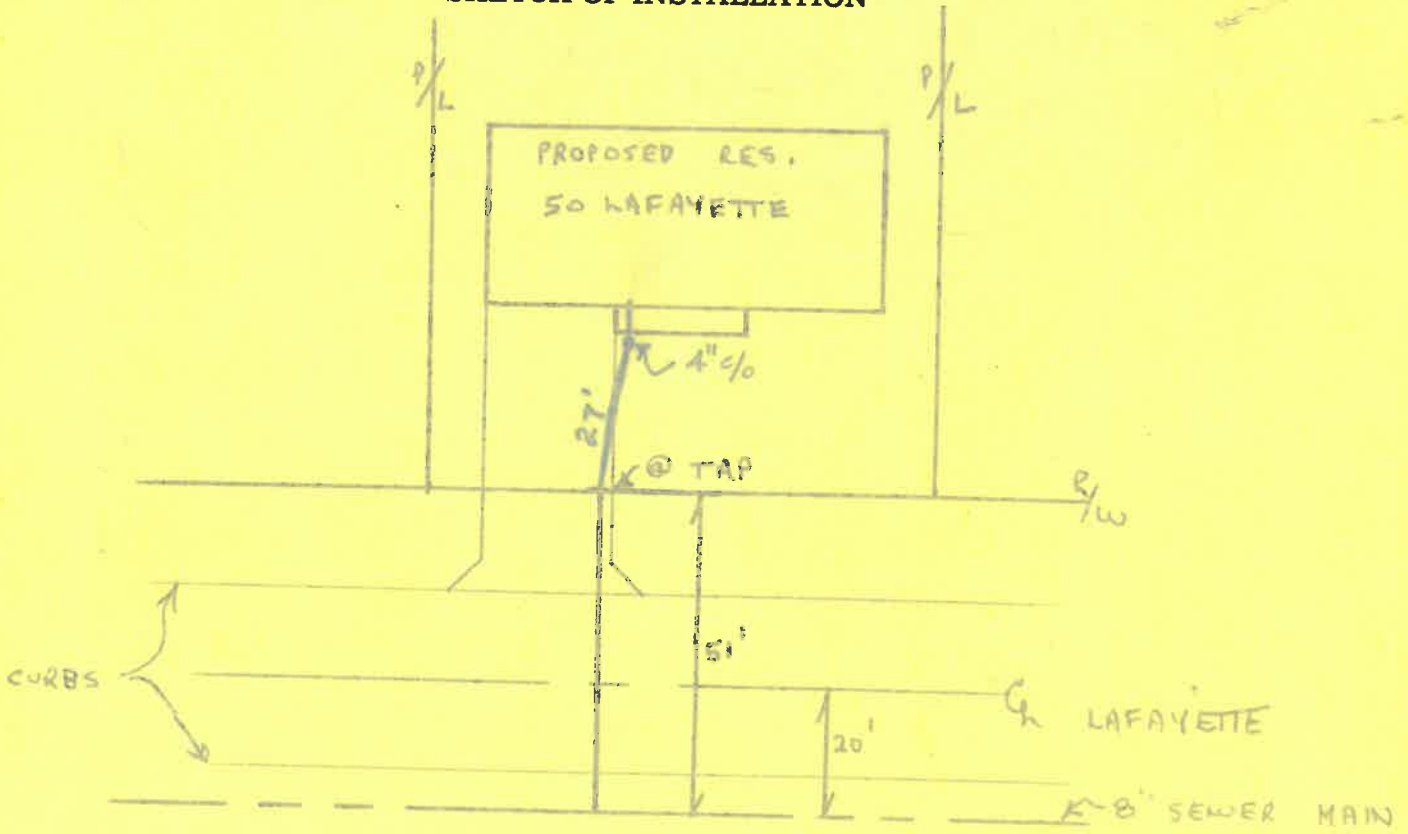 SKETCH OF INSTALLATION
P/L
P/L
PROPOSED RES.
50 LAFAYETTE
4" c/o
27'
@ TAP
R/W
51'
CURBS
℄ LAFAYETTE
20'
8" SEWER MAIN